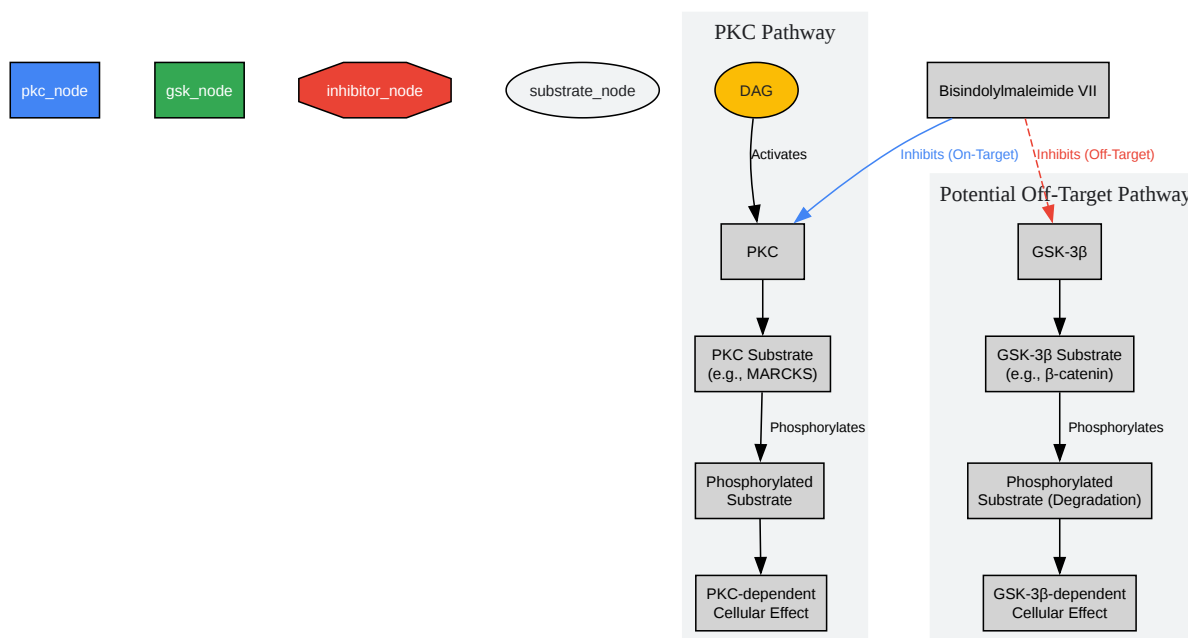 PKC Pathway
pkc_node
gsk_node
inhibitor_node
substrate_node
DAG
Bisindolylmaleimide VII
Activates
Inhibits (On-Target)
Inhibits (Off-Target)
Potential Off-Target Pathway
PKC
GSK-3β
PKC Substrate
(e.g., MARCKS)
GSK-3β Substrate
(e.g., β-catenin)
Phosphorylates
Phosphorylates
Phosphorylated
Substrate
Phosphorylated
Substrate (Degradation)
PKC-dependent
Cellular Effect
GSK-3β-dependent
Cellular Effect